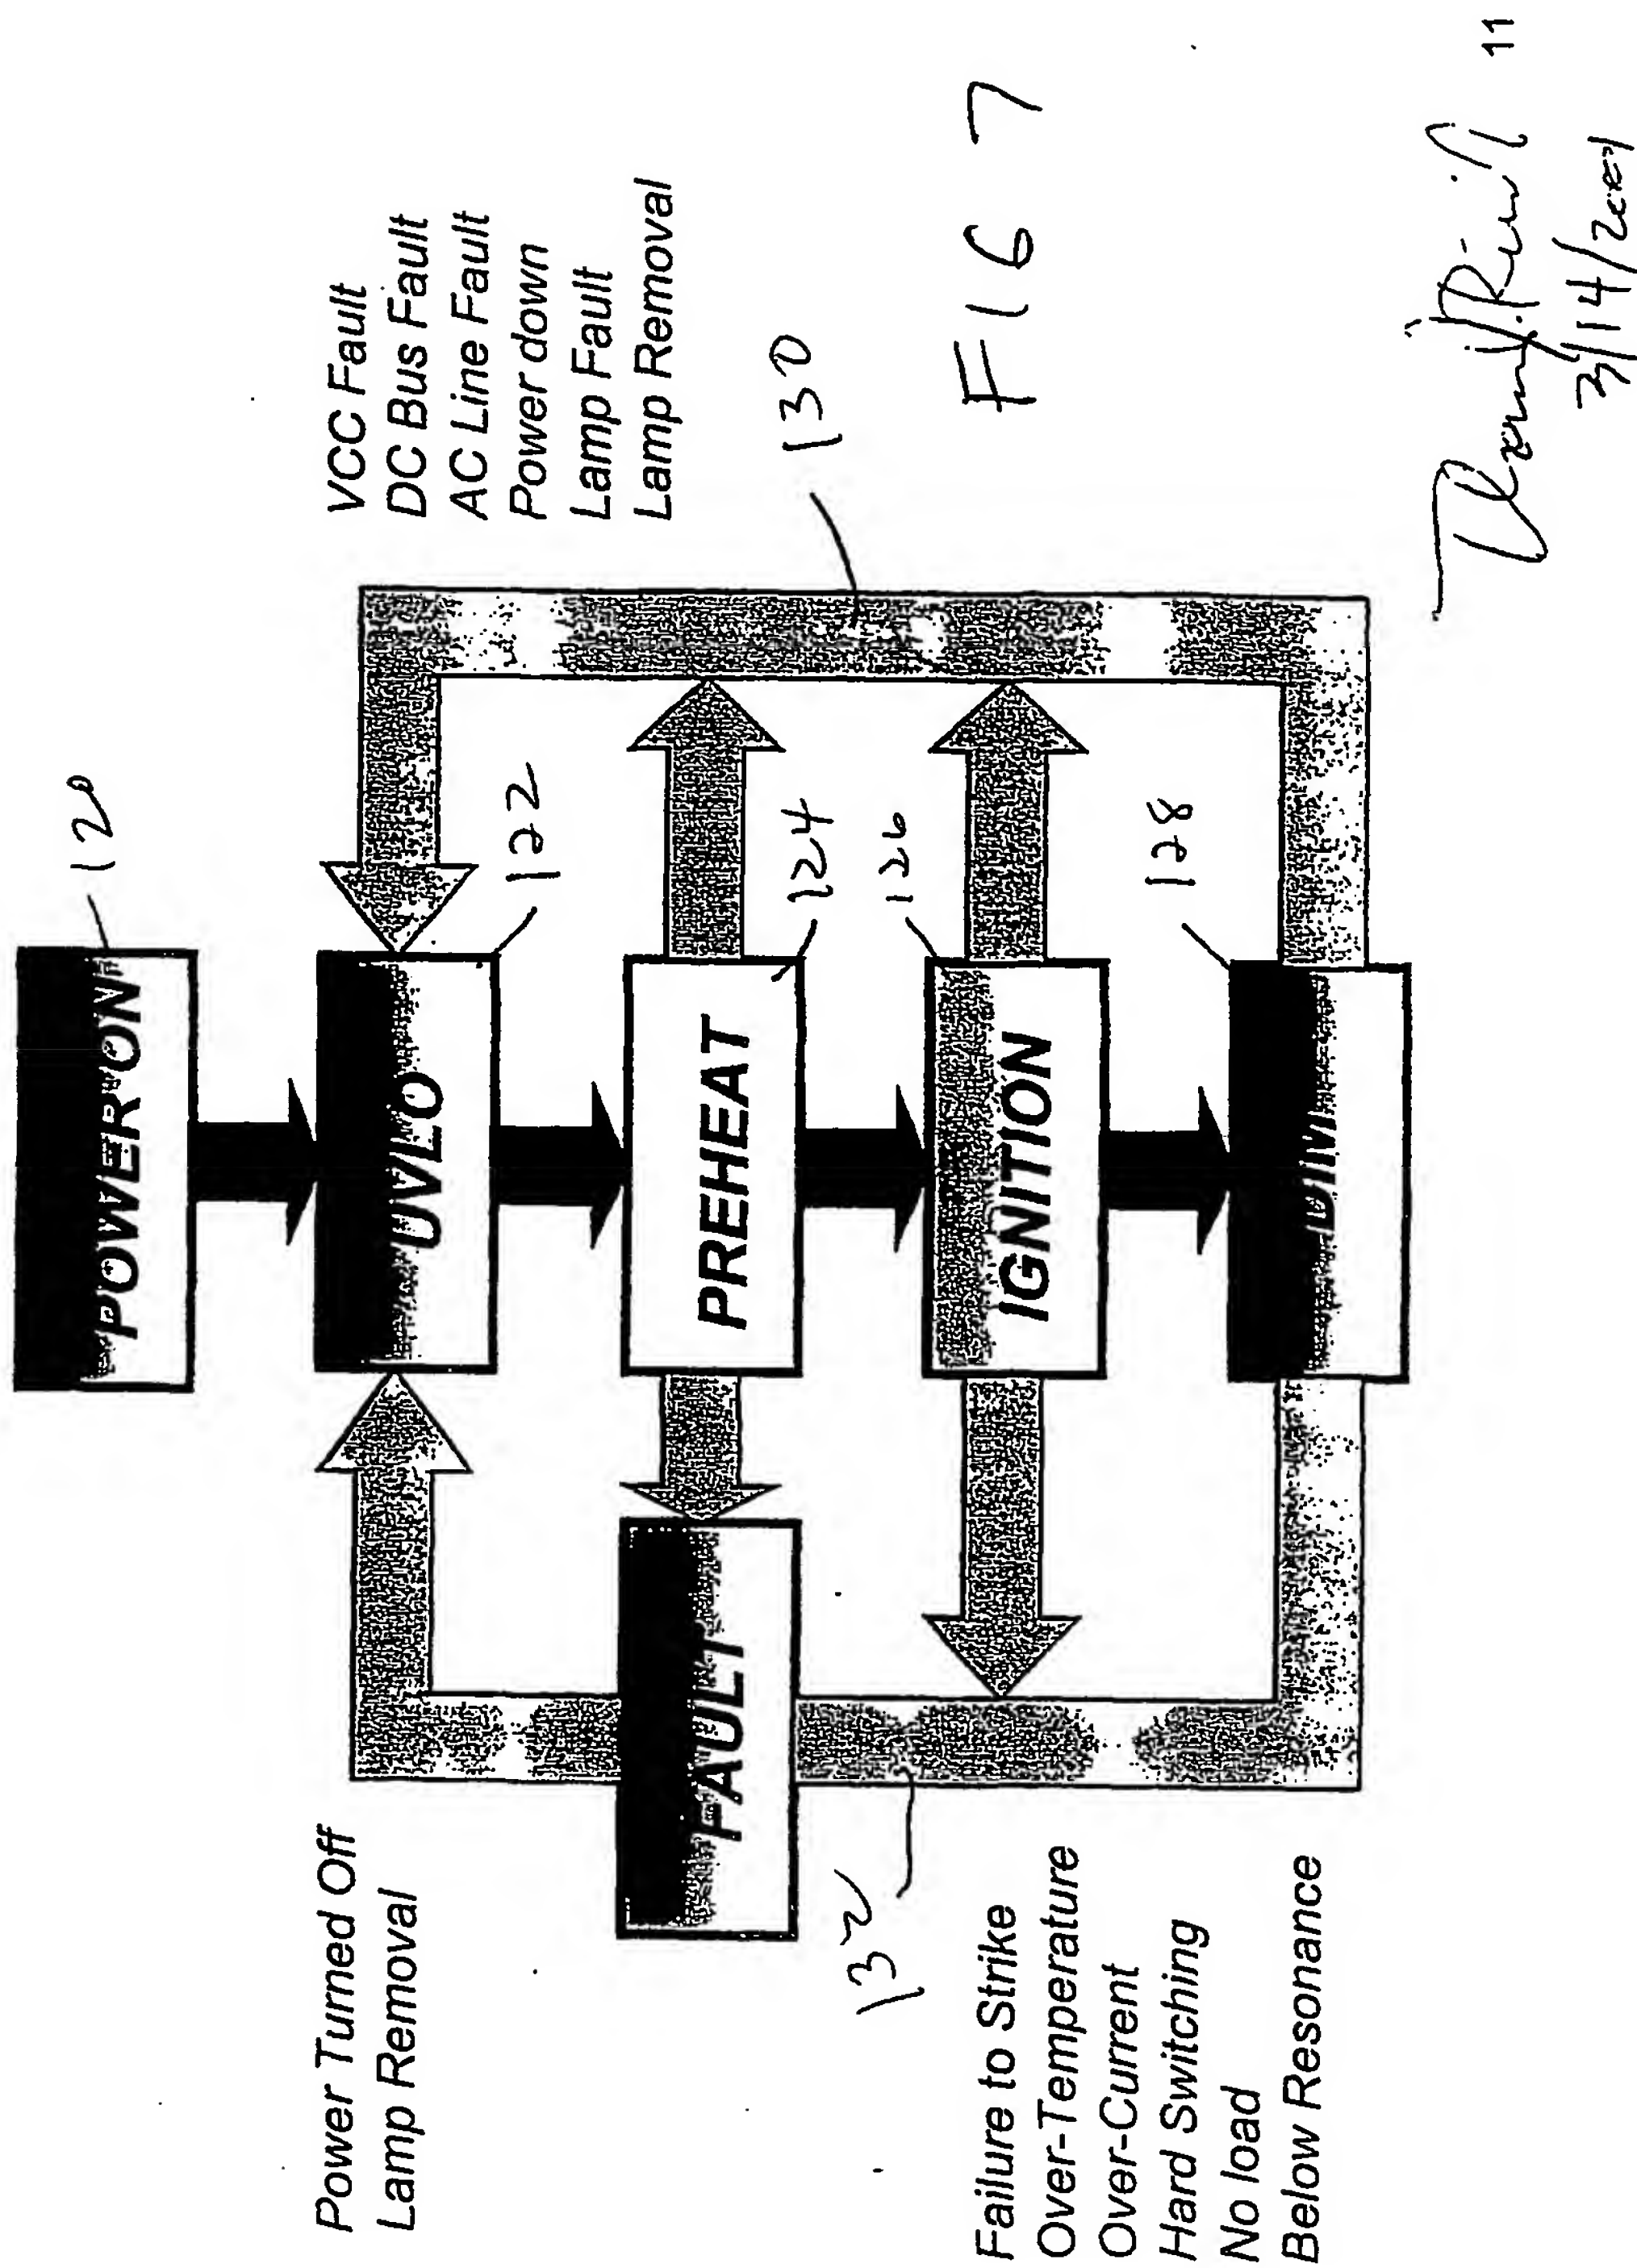 POWER ON
120
Power Turned Off
Lamp Removal
UVLO
122
VCC Fault
DC Bus Fault
AC Line Fault
Power down
Lamp Fault
Lamp Removal
FAULT
PREHEAT
124
130
132
126
IGNITION
Failure to Strike
Over-Temperature
Over-Current
Hard Switching
No load
Below Resonance
128
DIM
FIG 7
3/14/2001
11